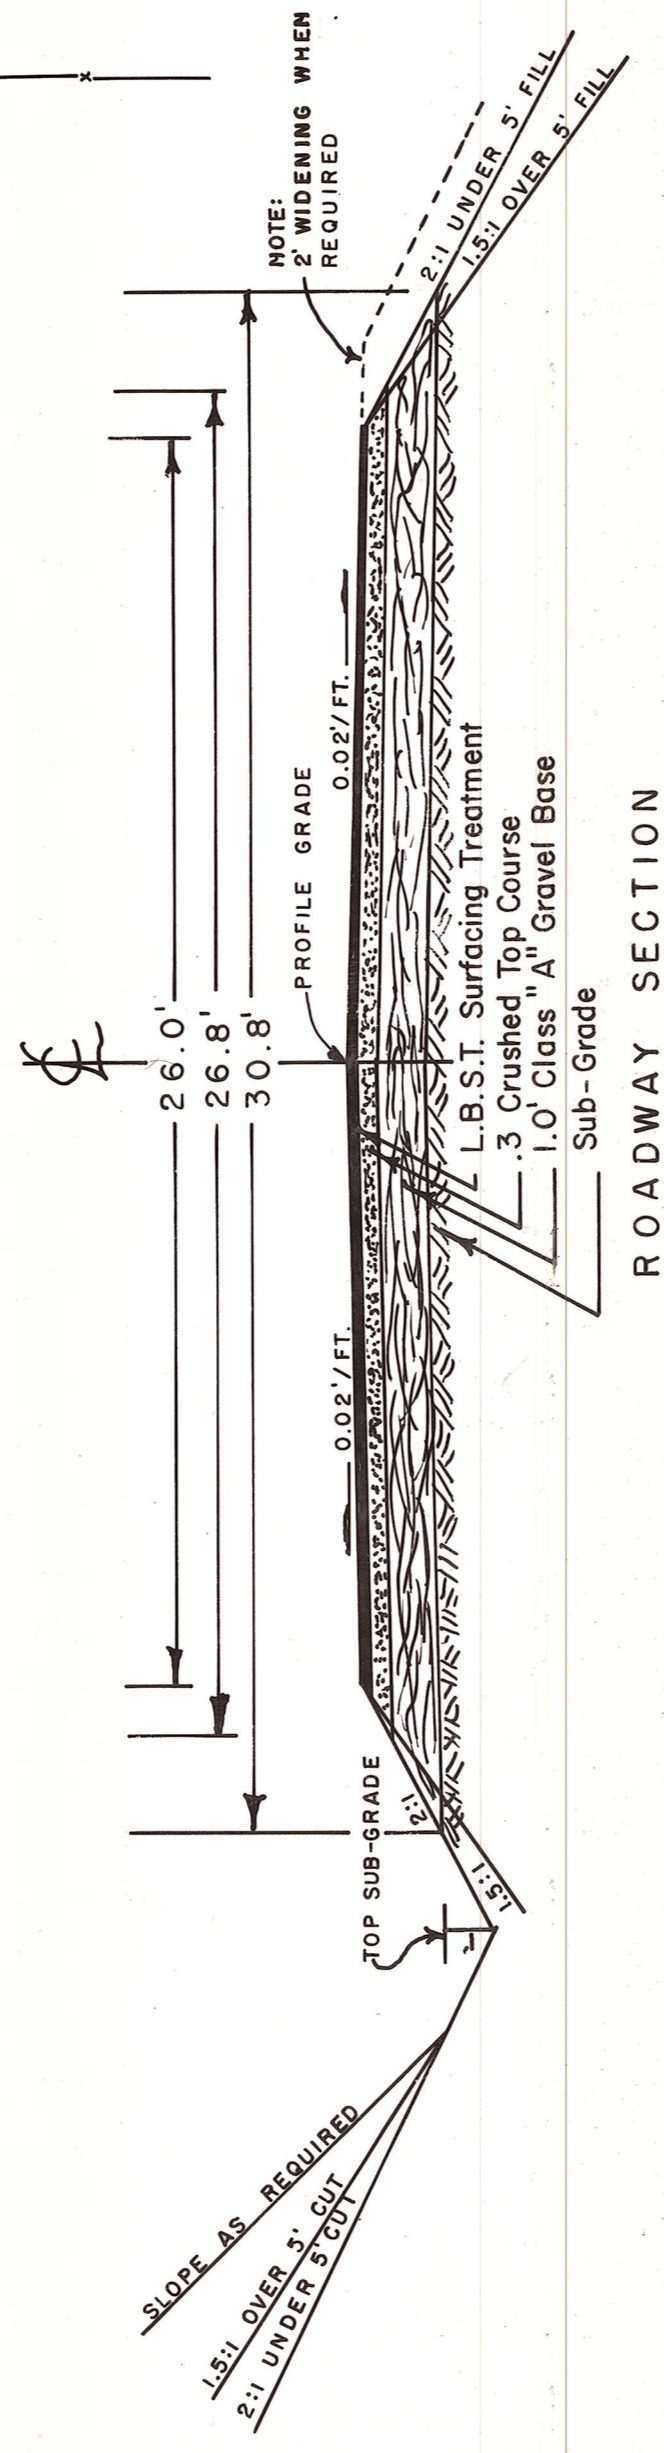 ℄
26.0'
26.8'
30.8'
PROFILE GRADE
NOTE:
2' WIDENING WHEN
REQUIRED
0.02'/FT.
0.02'/FT.
SLOPE AS REQUIRED
1.5:1 OVER 5' CUT
2:1 UNDER 5' CUT
TOP SUB-GRADE
1'
2:1
1.5:1
2:1 UNDER 5' FILL
1.5:1 OVER 5' FILL
L.B.S.T. Surfacing Treatment
.3 Crushed Top Course
1.0' Class "A" Gravel Base
Sub-Grade
ROADWAY SECTION